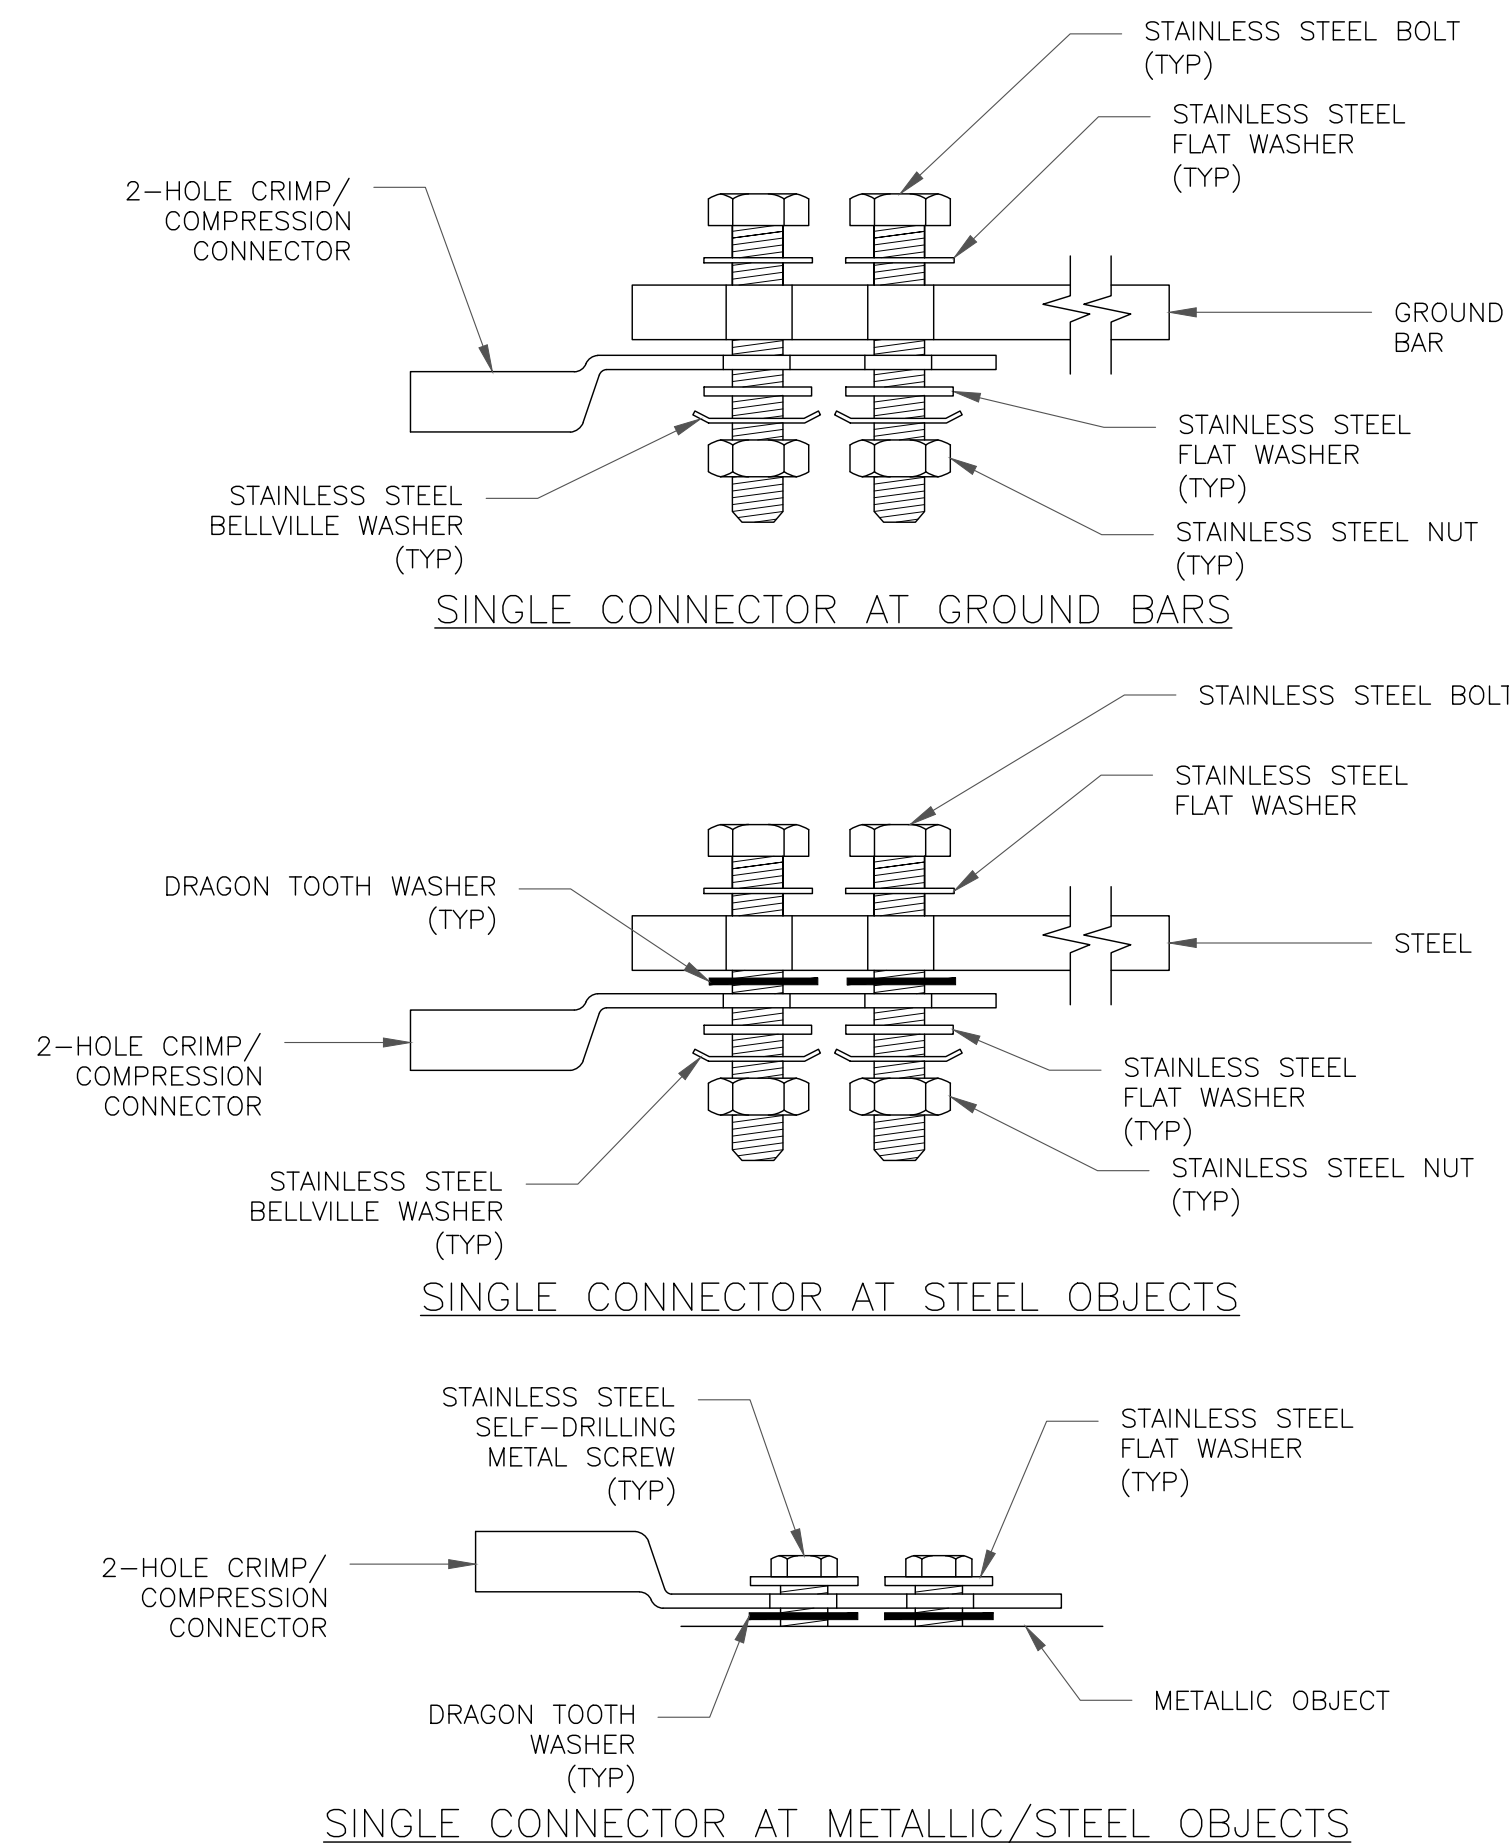 STAINLESS STEEL BOLT
(TYP)
STAINLESS STEEL
FLAT WASHER
(TYP)
2-HOLE CRIMP/
COMPRESSION
CONNECTOR
GROUND
BAR
STAINLESS STEEL
FLAT WASHER
(TYP)
STAINLESS STEEL
BELLVILLE WASHER
(TYP)
STAINLESS STEEL NUT
(TYP)
SINGLE CONNECTOR AT GROUND BARS
STAINLESS STEEL BOLT
STAINLESS STEEL
FLAT WASHER
DRAGON TOOTH WASHER
(TYP)
STEEL
2-HOLE CRIMP/
COMPRESSION
CONNECTOR
STAINLESS STEEL
FLAT WASHER
(TYP)
STAINLESS STEEL NUT
(TYP)
STAINLESS STEEL
BELLVILLE WASHER
(TYP)
SINGLE CONNECTOR AT STEEL OBJECTS
STAINLESS STEEL
SELF-DRILLING
METAL SCREW
(TYP)
STAINLESS STEEL
FLAT WASHER
(TYP)
2-HOLE CRIMP/
COMPRESSION
CONNECTOR
METALLIC OBJECT
DRAGON TOOTH
WASHER
(TYP)
SINGLE CONNECTOR AT METALLIC/STEEL OBJECTS